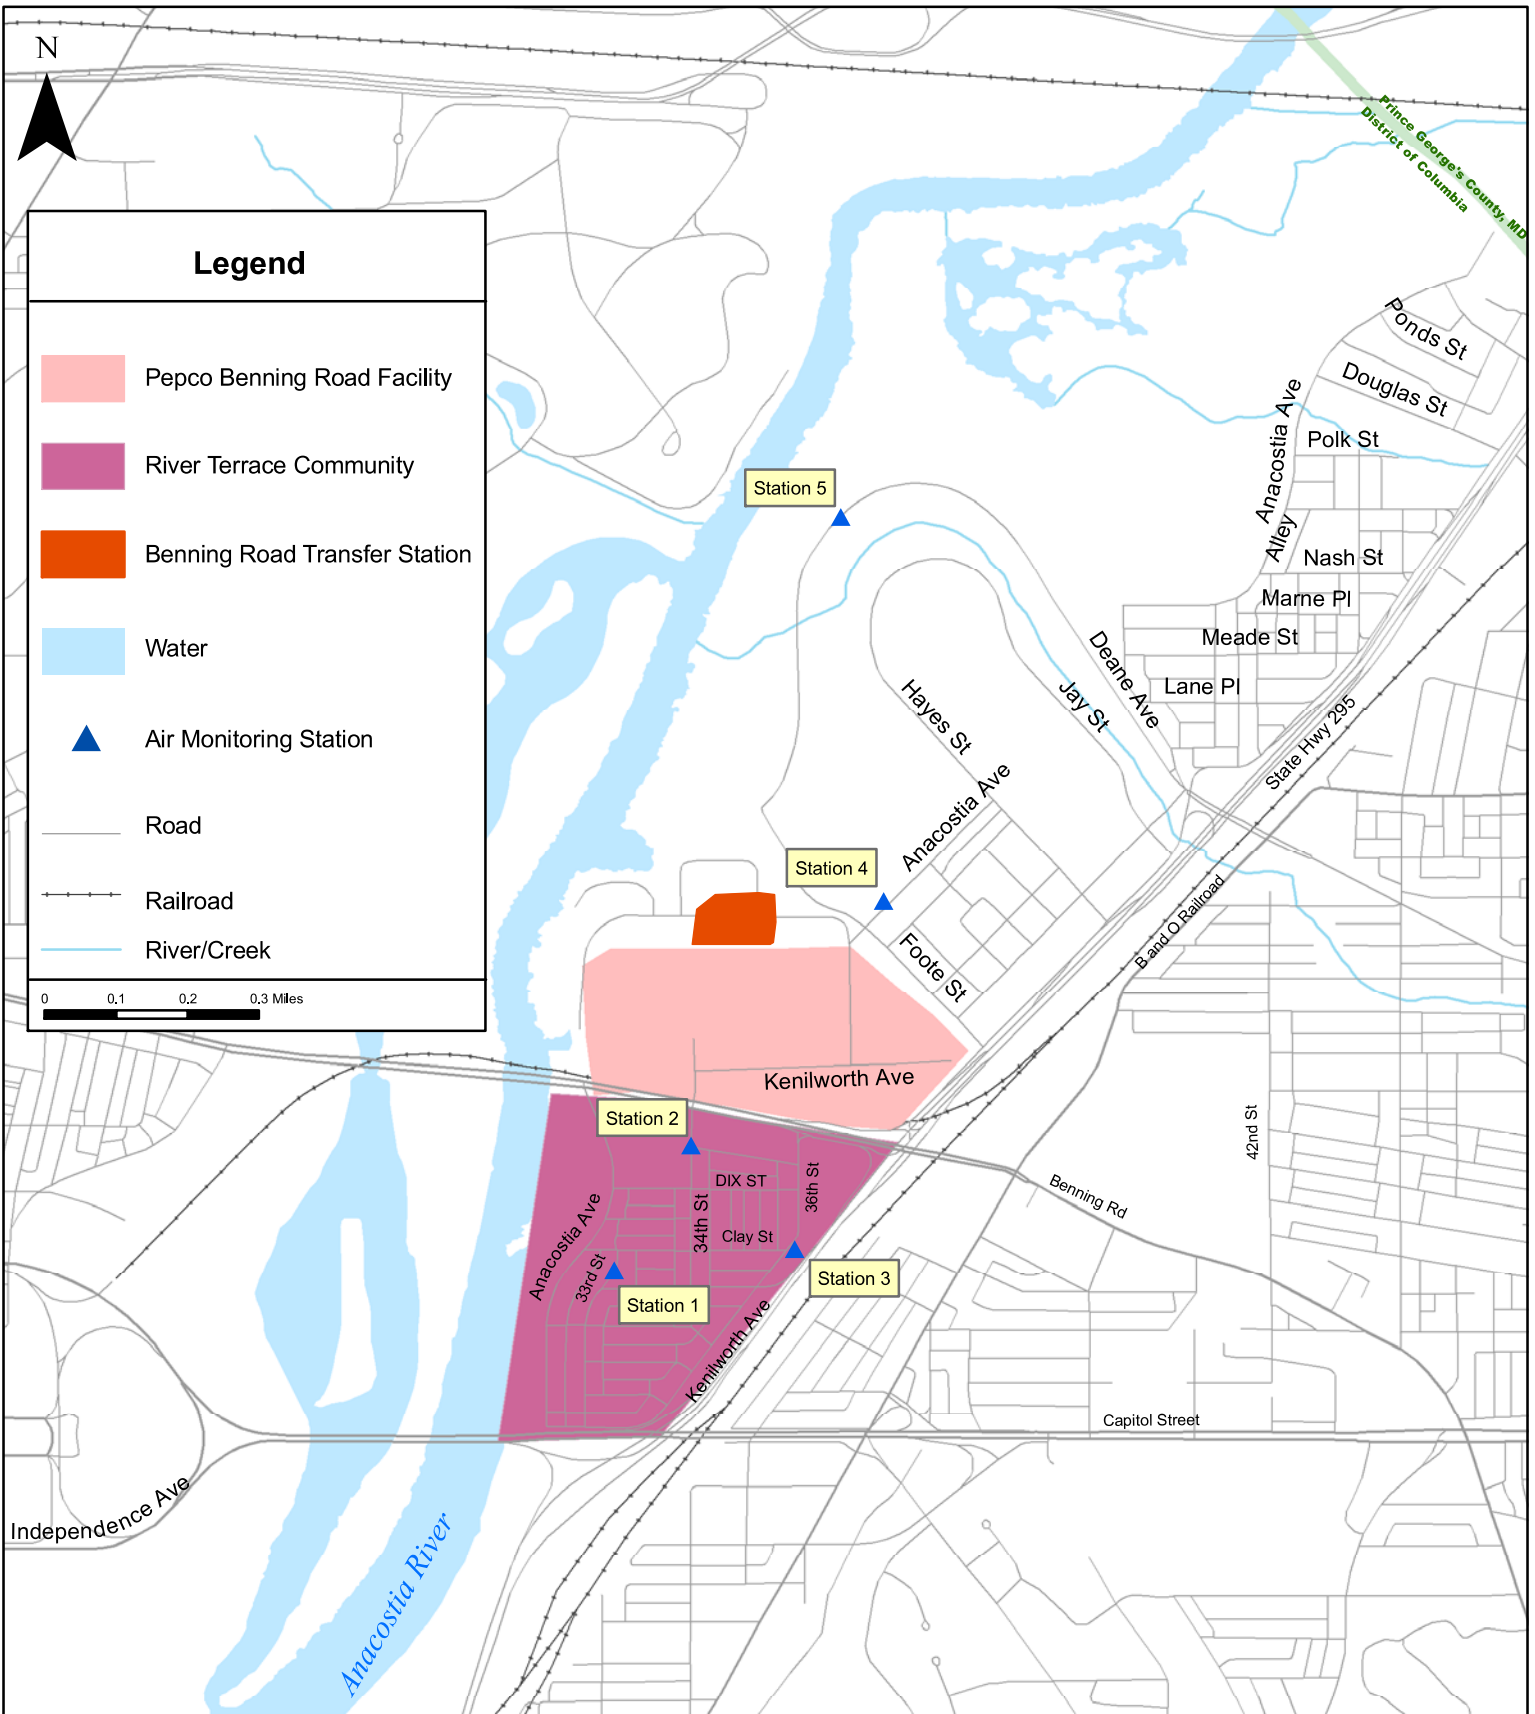 N
Prince George's County, MD
District of Columbia
Legend
Pepco Benning Road Facility
River Terrace Community
Benning Road Transfer Station
Water
Air Monitoring Station
Road
Railroad
River/Creek
0 0.1 0.2 0.3 Miles
Ponds St
Douglas St
Anacostia Ave
Polk St
Station 5
Alley
Nash St
Marne Pl
Meade St
Deane Ave
Lane Pl
Jay St
Hayes St
State Hwy 295
Anacostia Ave
Station 4
B and O Railroad
Foote St
Kenilworth Ave
Station 2
42nd St
DIX ST
36th St
Benning Rd
34th St
Clay St
Anacostia Ave
33rd St
Station 3
Station 1
Kenilworth Ave
Capitol Street
Independence Ave
Anacostia River